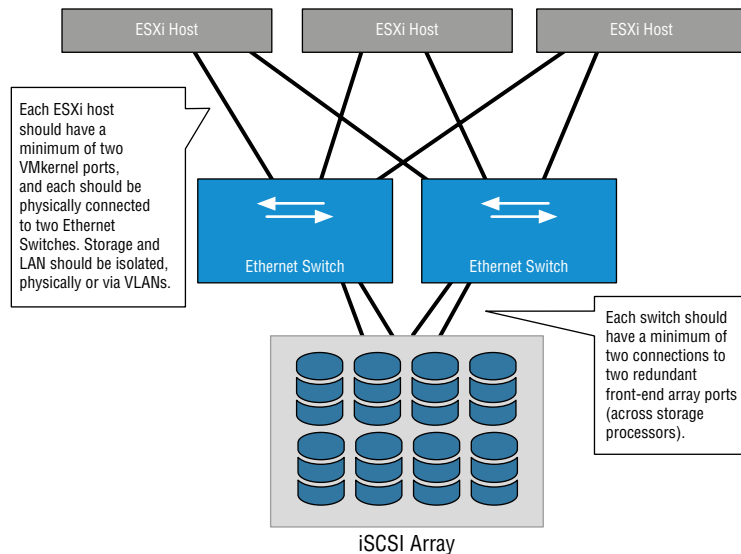 ESXi Host
ESXi Host
ESXi Host
Each ESXi host
should have a
minimum of two
VMkernel ports,
and each should be
physically connected
to two Ethernet
Switches. Storage and
LAN should be isolated,
physically or via VLANs.
Ethernet Switch
Ethernet Switch
Each switch should
have a minimum of
two connections to
two redundant
front-end array ports
(across storage
processors).
iSCSI Array